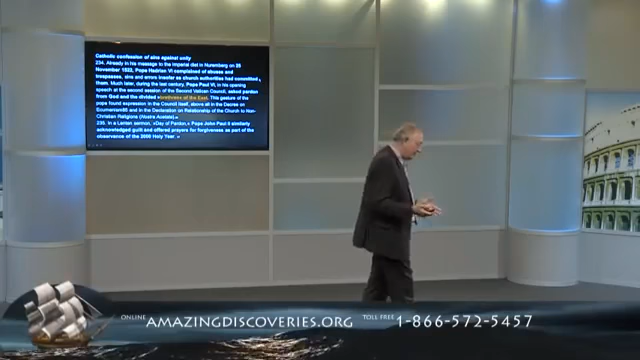 Catholic confession of sins against unity
234. Already in his message to the imperial diet in Nuremberg on 25
November 1522, Pope Hadrian VI complained of abuses and
trespasses, sins and errors insofar as church authorities had committed
them. Much later, during the last century, Pope Paul VI, in his opening
speech at the second session of the Second Vatican Council, asked pardon
from God and the divided »brethren« of the East. This gesture of the
pope found expression in the Council itself, above all in the Decree on
Ecumenism85 and in the Declaration on Relationship of the Church to Non-
Christian Religions (Nostra Aetate).
235. In a Lenten sermon, »Day of Pardon,« Pope John Paul II similarly
acknowledged guilt and offered prayers for forgiveness as part of the
observance of the 2000 Holy Year.
ONLINE AMAZINGDISCOVERIES.ORG TOLL FREE 1-866-572-5457